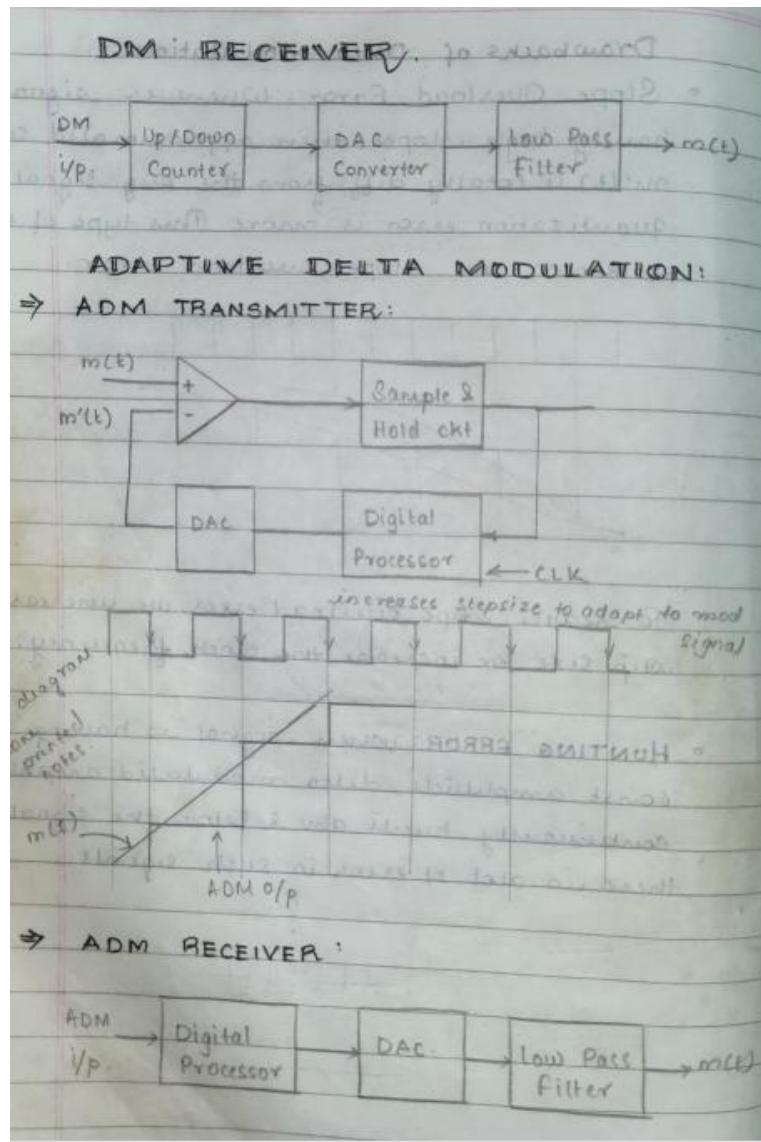 DM RECEIVER.
DM
i/p.
Up/Down
Counter
DAC
Converter
Low Pass
Filter
m(t)
ADAPTIVE DELTA MODULATION:
⇒ ADM TRANSMITTER:
m(t)
+
m'(t)
-
Sample &
Hold ckt
DAC
Digital
Processor
CLK
increases stepsize to adapt to mod
signal
diagram
on
printed
notes.
m(t)
ADM O/p
⇒ ADM RECEIVER:
ADM
i/p.
Digital
Processor
DAC.
Low Pass
Filter
m(t)